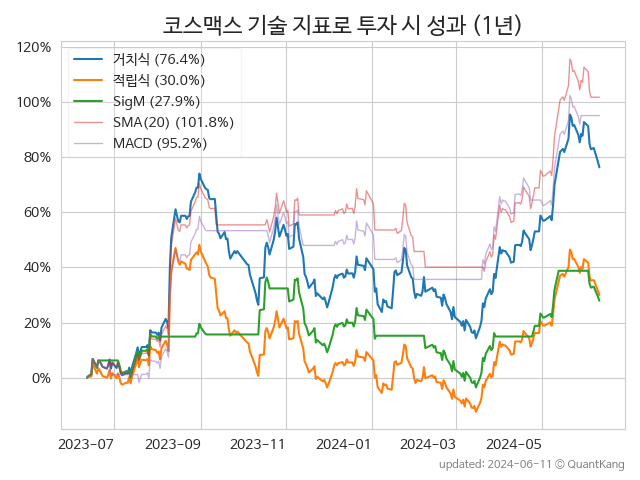 코스맥스 기술 지표로 투자 시 성과 (1년)
120%
100%
80%
60%
40%
20%
0%
거치식 (76.4%)
적립식 (30.0%)
SigM (27.9%)
SMA(20) (101.8%)
MACD (95.2%)
2023-07
2023-09
2023-11
2024-01
2024-03
2024-05
updated: 2024-06-11 © QuantKang